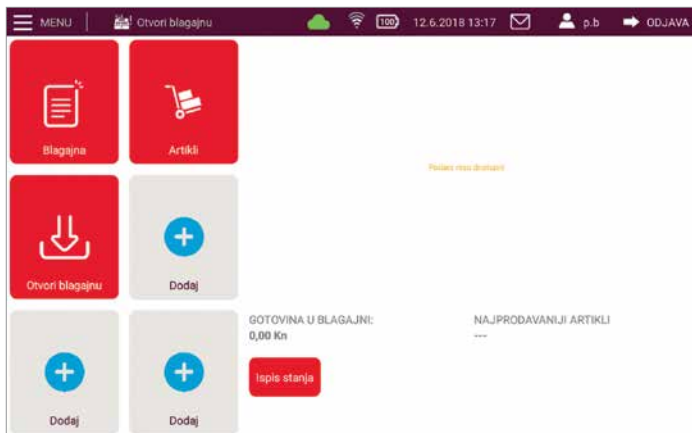 MENU Otvori blagajnu 100 12.6.2018 13:17 p.b ODJAVA
Blagajna
Artikli
Otvori blagajnu
Dodaj
GOTOVINA U BLAGAJNI:
0,00 Kn
NAJPRODAVANIJI ARTIKLI
---
Ispis stanja
Dodaj
Dodaj